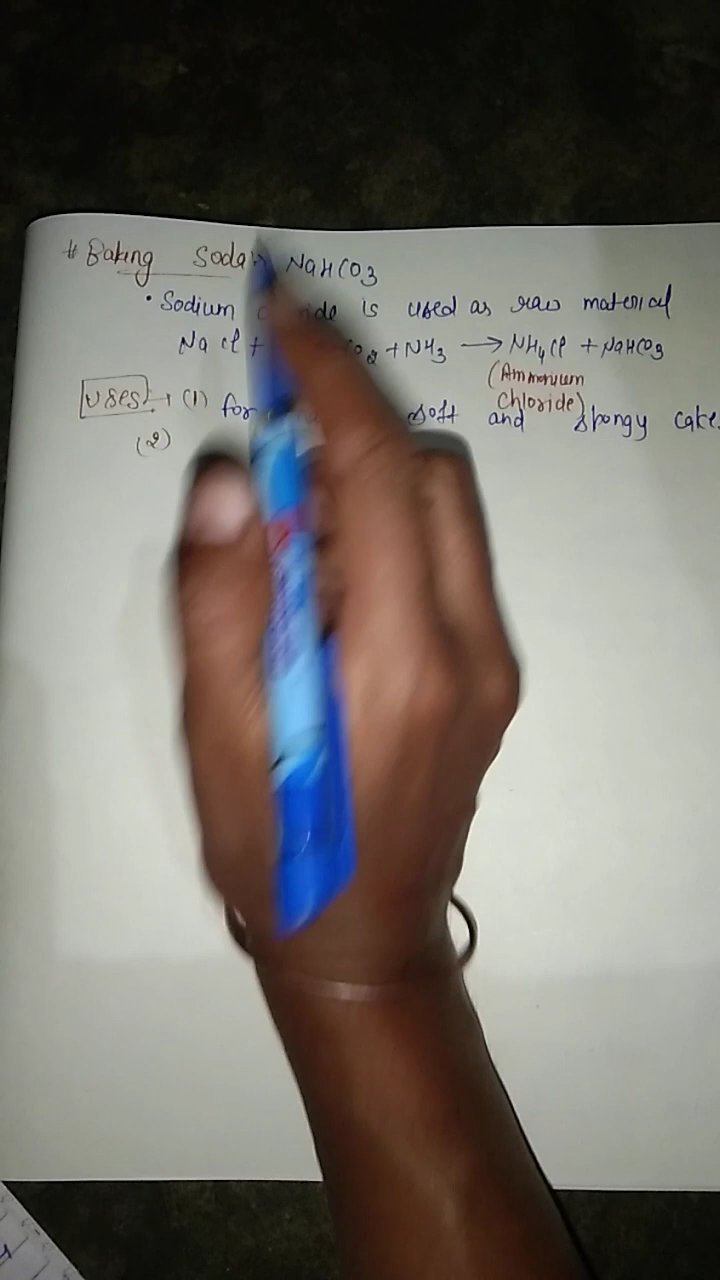 # Baking Soda NaHCO3
• Sodium is used as raw material
NaCl + + NH3 → NH4Cl + NaHCO3
(Ammonium
Chloride)
Uses → (1) for soft and spongy cake.
(2)